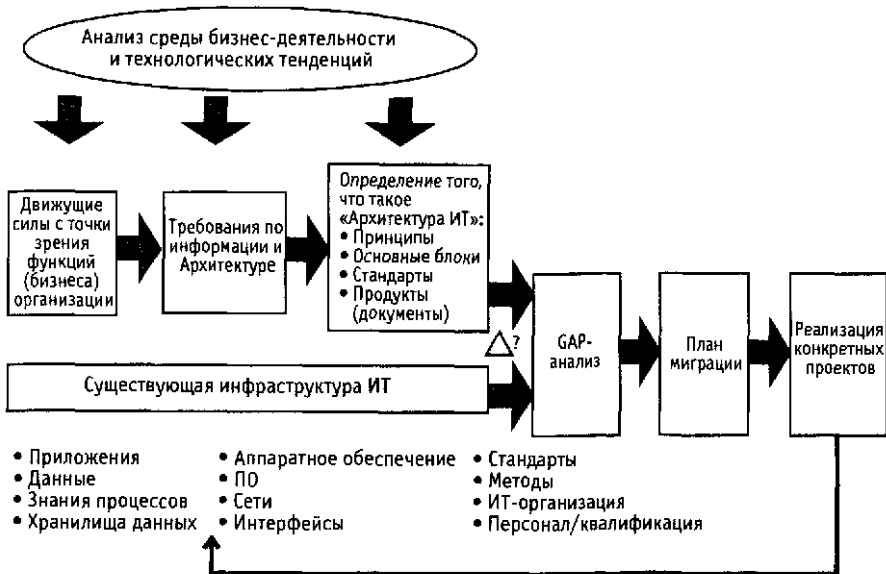 Анализ среды бизнес-деятельности
и технологических тенденций
Движущие
силы с точки
зрения
функций
(бизнеса)
организации
Требования по
информации и
Архитектуре
Определение того,
что такое
«Архитектура ИТ»:
• Принципы
• Основные блоки
• Стандарты
• Продукты
(документы)
△?
GAP-
анализ
План
миграции
Реализация
конкретных
проектов
Существующая инфраструктура ИТ
• Приложения
• Данные
• Знания процессов
• Хранилища данных
• Аппаратное обеспечение
• ПО
• Сети
• Интерфейсы
• Стандарты
• Методы
• ИТ-организация
• Персонал/квалификация